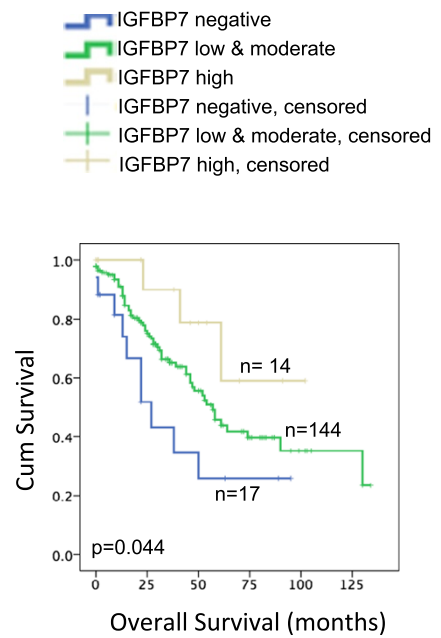 IGFBP7 negative
IGFBP7 low & moderate
IGFBP7 high
IGFBP7 negative, censored
IGFBP7 low & moderate, censored
IGFBP7 high, censored
Cum Survival
1.0
0.8
0.6
0.4
0.2
0.0
n= 14
n=144
n=17
p=0.044
0 25 50 75 100 125
Overall Survival (months)